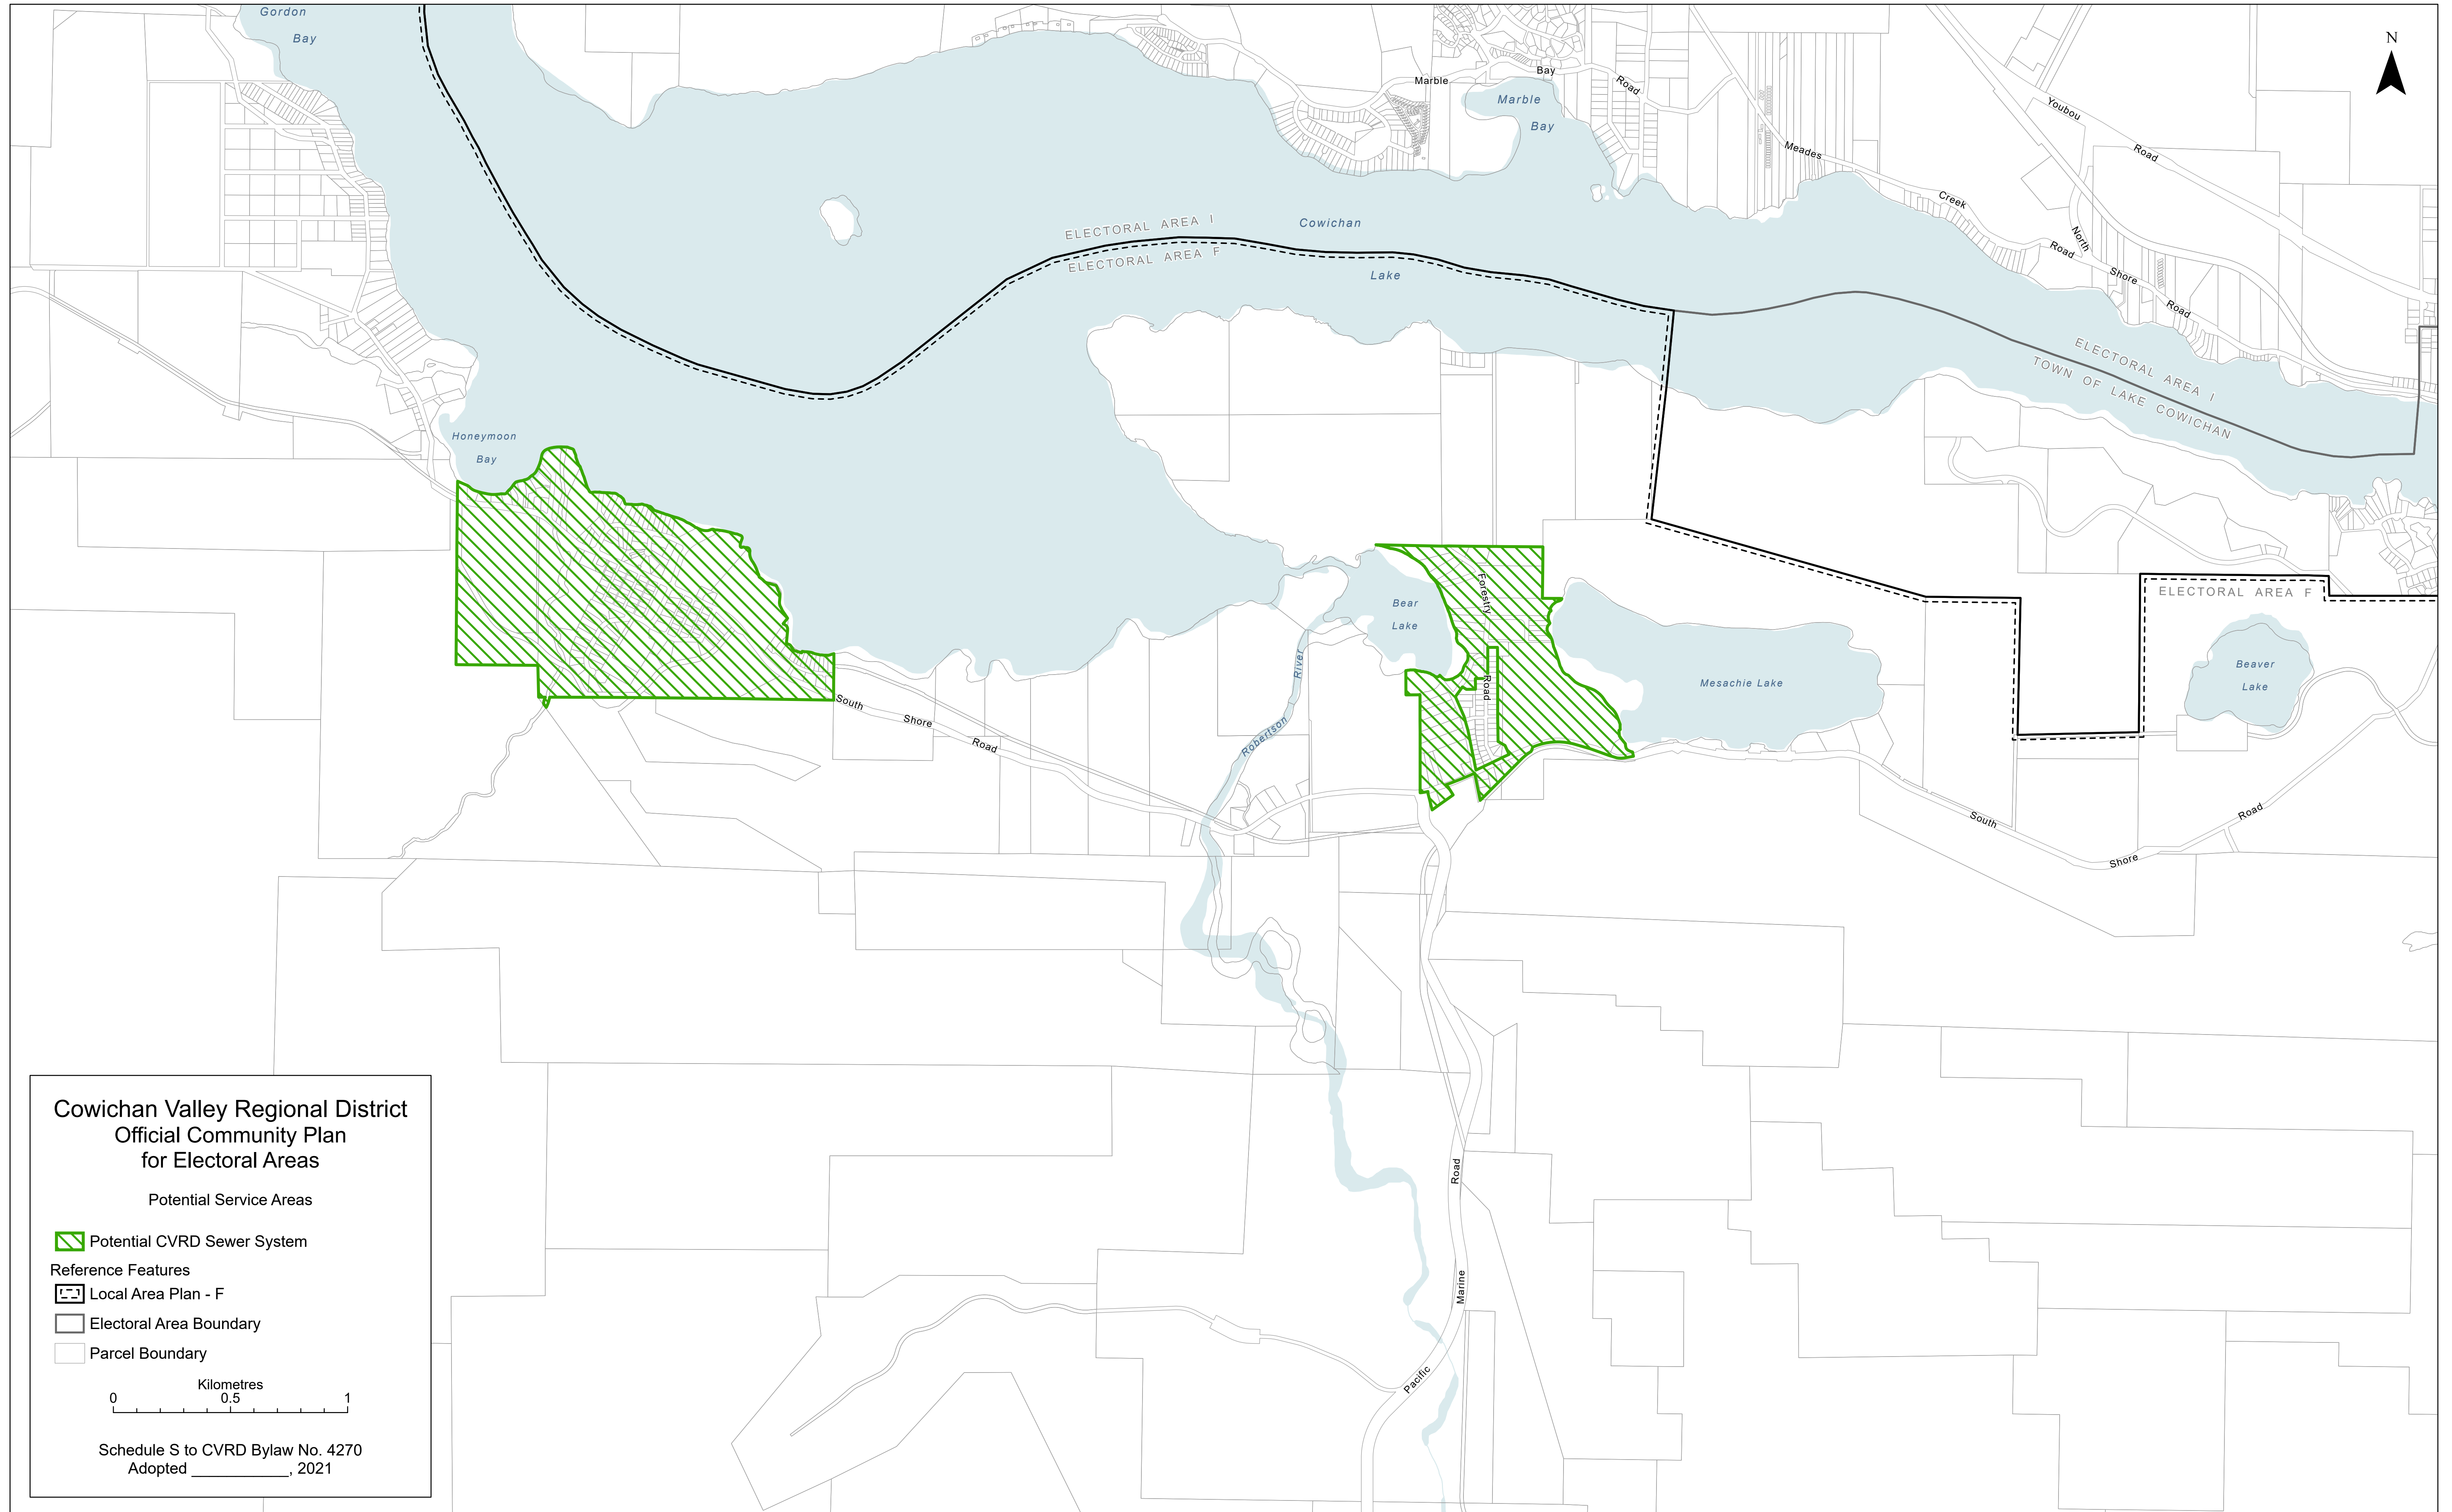 Gordon
Bay
N
Marble Bay Road
Marble
Bay
Youbou Road
Meades Creek Road
North Shore Road
ELECTORAL AREA I
ELECTORAL AREA F
Cowichan
Lake
ELECTORAL AREA I
TOWN OF LAKE COWICHAN
Honeymoon
Bay
Bear
Lake
Forestry Road
Mesachie Lake
ELECTORAL AREA F
Beaver
Lake
Robertson River
South Shore Road
South Shore Road
Pacific Marine Road
Cowichan Valley Regional District
Official Community Plan
for Electoral Areas
Potential Service Areas
Potential CVRD Sewer System
Reference Features
Local Area Plan - F
Electoral Area Boundary
Parcel Boundary
Kilometres
0 0.5 1
Schedule S to CVRD Bylaw No. 4270
Adopted ___________, 2021